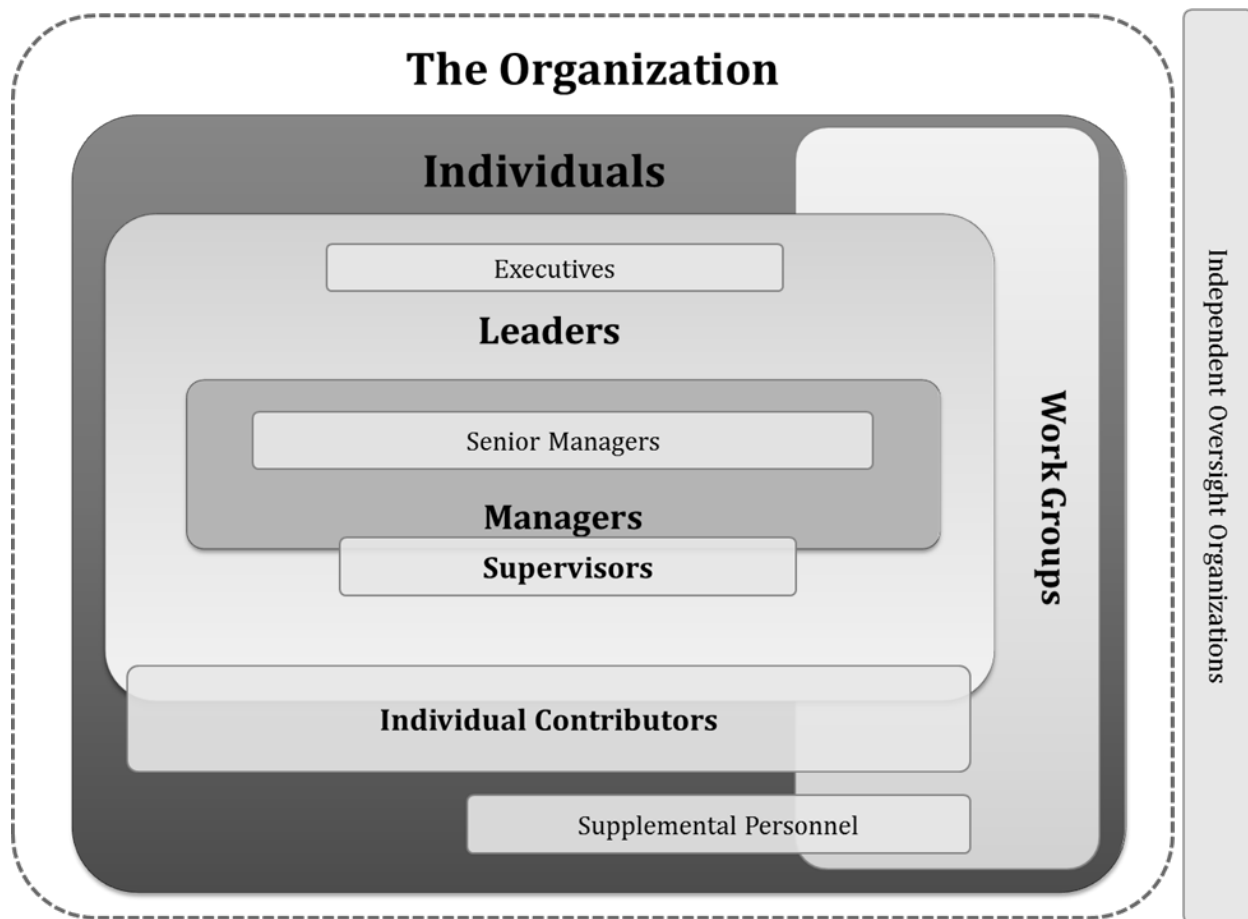 The Organization
Individuals
Executives
Leaders
Senior Managers
Managers
Supervisors
Individual Contributors
Supplemental Personnel
Work Groups
Independent Oversight Organizations